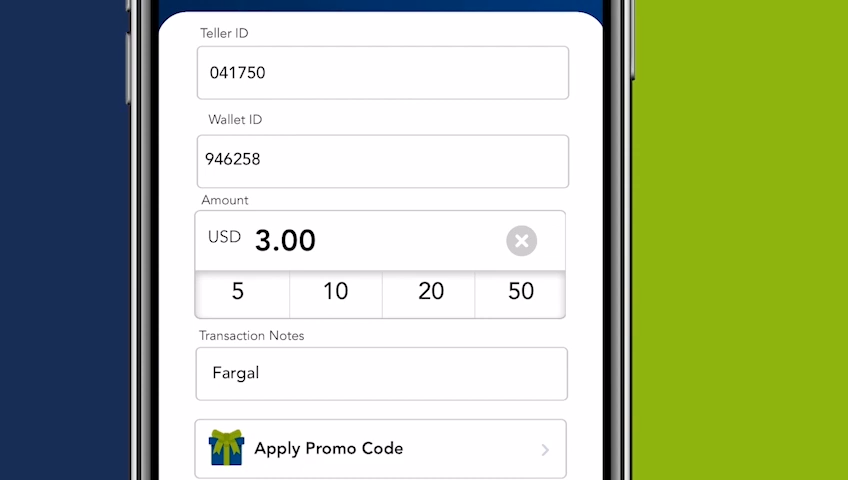 Teller ID
041750
Wallet ID
946258
Amount
USD 3.00
5 10 20 50
Transaction Notes
Fargal
Apply Promo Code